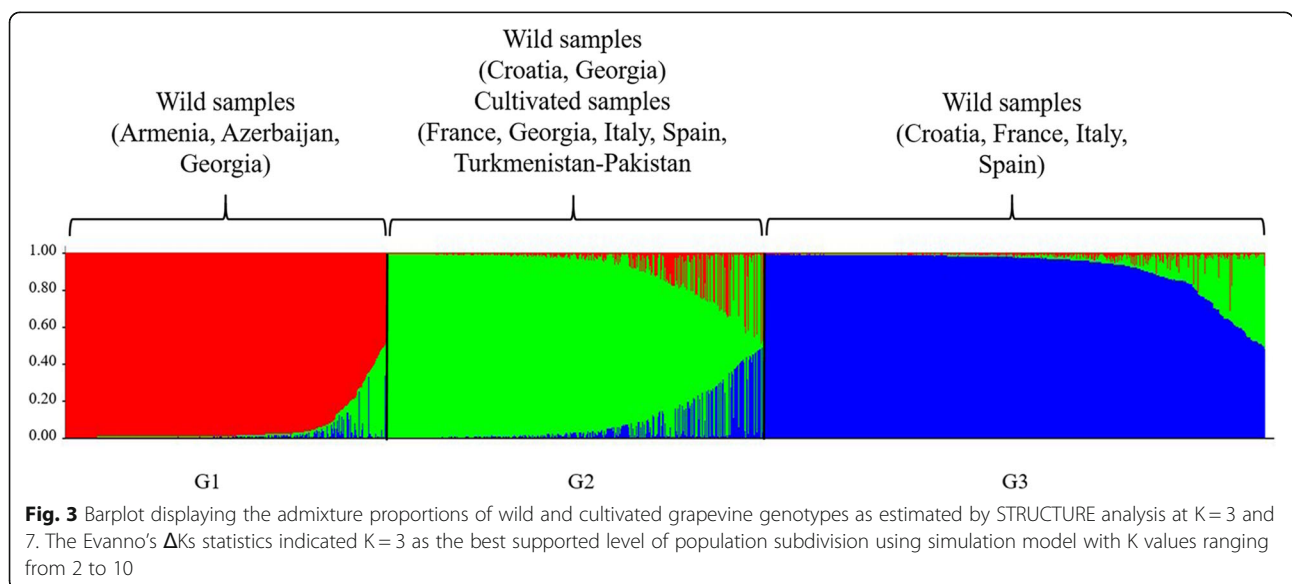 Wild samples
(Armenia, Azerbaijan,
Georgia)
Wild samples
(Croatia, Georgia)
Cultivated samples
(France, Georgia, Italy, Spain,
Turkmenistan-Pakistan
Wild samples
(Croatia, France, Italy,
Spain)
1.00
0.80
0.60
0.40
0.20
0.00
G1 G2 G3
Fig. 3 Barplot displaying the admixture proportions of wild and cultivated grapevine genotypes as estimated by STRUCTURE analysis at K = 3 and
7. The Evanno's ΔKs statistics indicated K = 3 as the best supported level of population subdivision using simulation model with K values ranging
from 2 to 10